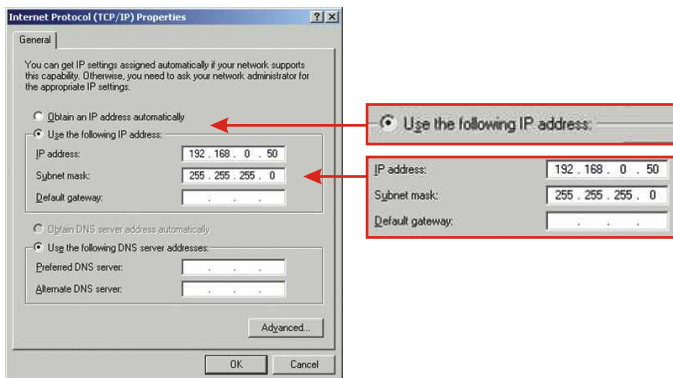 Internet Protocol (TCP/IP) Properties
General
You can get IP settings assigned automatically if your network supports
this capability. Otherwise, you need to ask your network administrator for
the appropriate IP settings.
Obtain an IP address automatically
Use the following IP address:
IP address: 192 . 168 . 0 . 50
Subnet mask: 255 . 255 . 255 . 0
Default gateway: . . .
Obtain DNS server address automatically
Use the following DNS server addresses:
Preferred DNS server: . . .
Alternate DNS server: . . .
Advanced...
OK Cancel
Use the following IP address:
IP address: 192 . 168 . 0 . 50
Subnet mask: 255 . 255 . 255 . 0
Default gateway: . . .